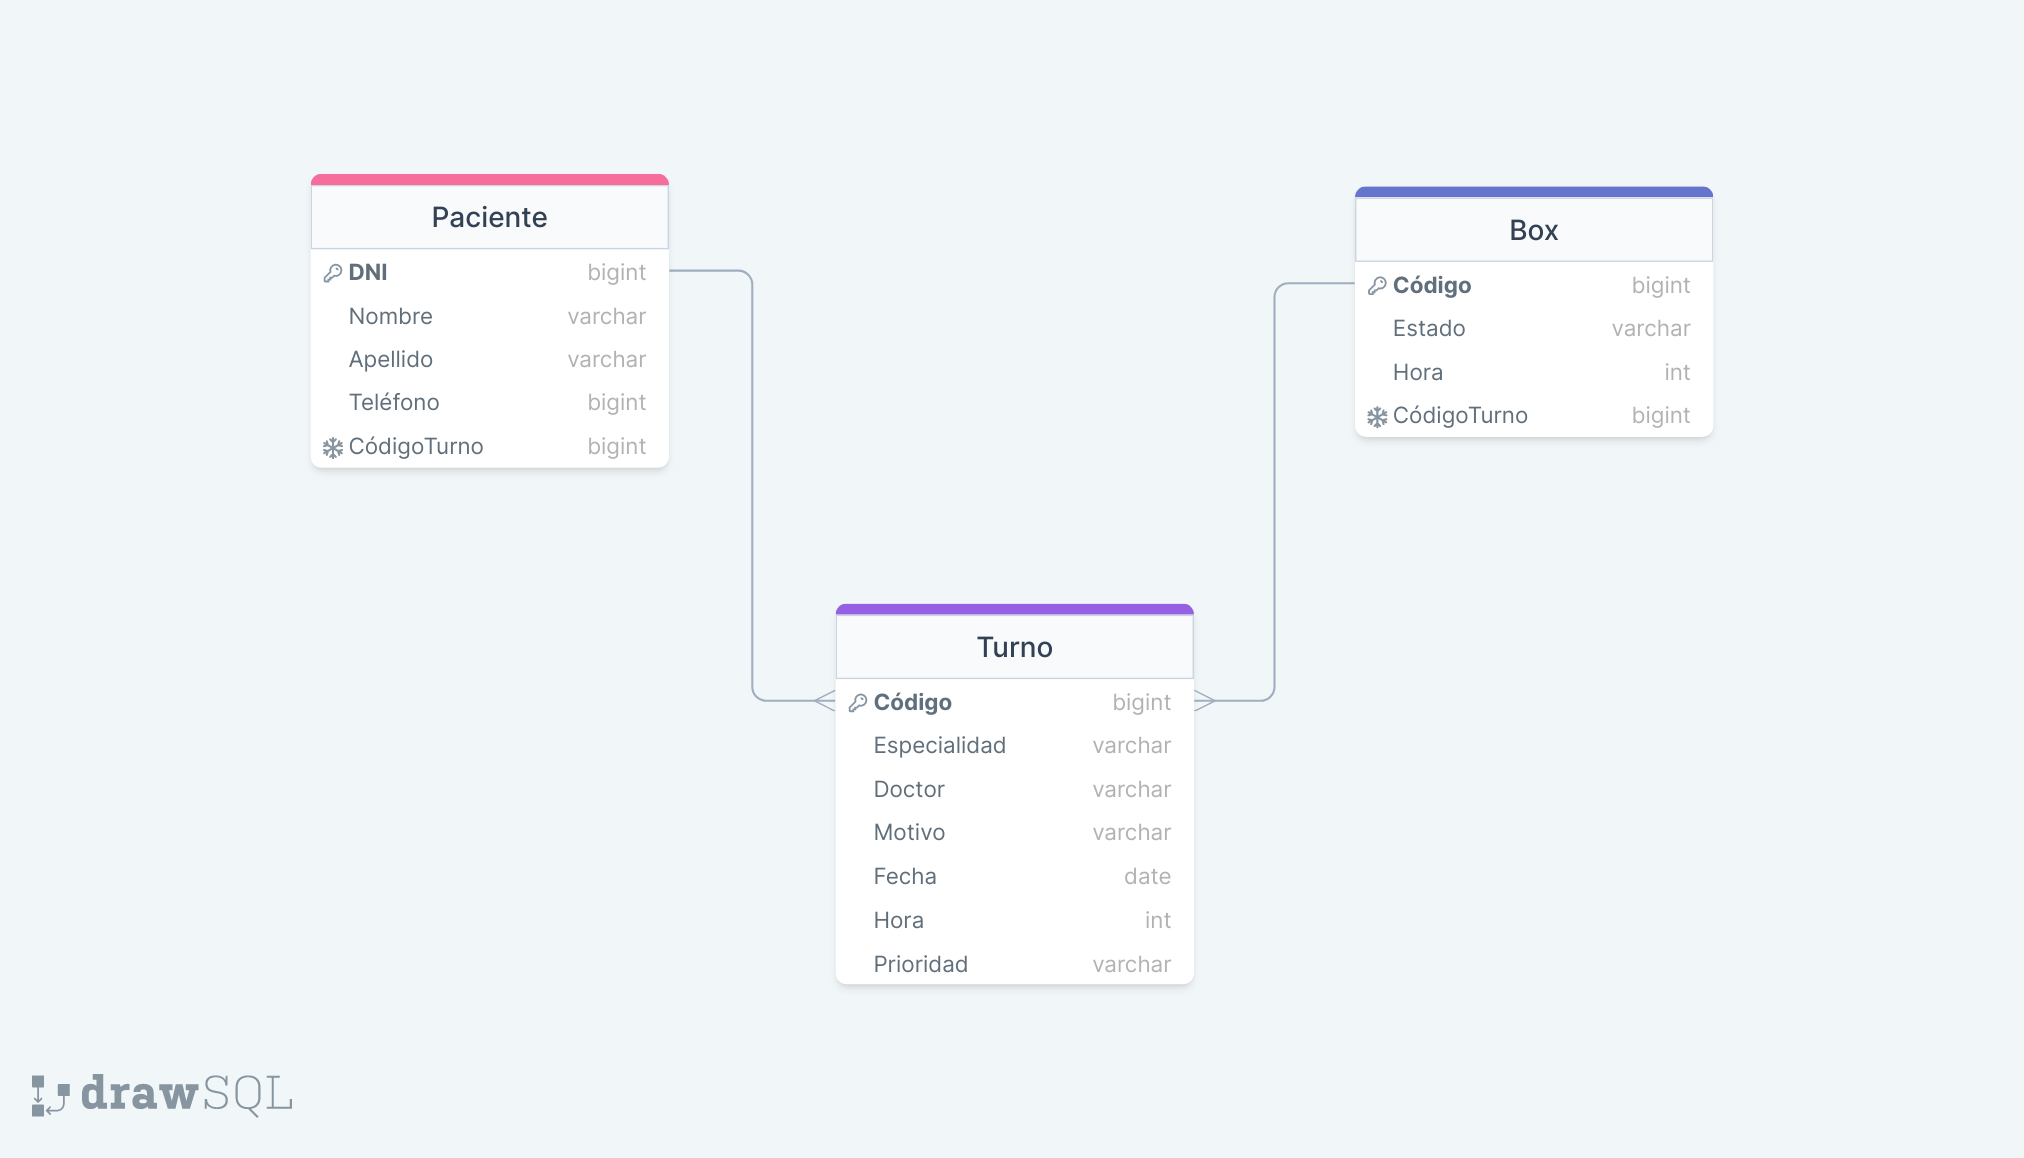 Paciente
DNI bigint
Nombre varchar
Apellido varchar
Teléfono bigint
CódigoTurno bigint
Box
Código bigint
Estado varchar
Hora int
CódigoTurno bigint
Turno
Código bigint
Especialidad varchar
Doctor varchar
Motivo varchar
Fecha date
Hora int
Prioridad varchar
drawSQL